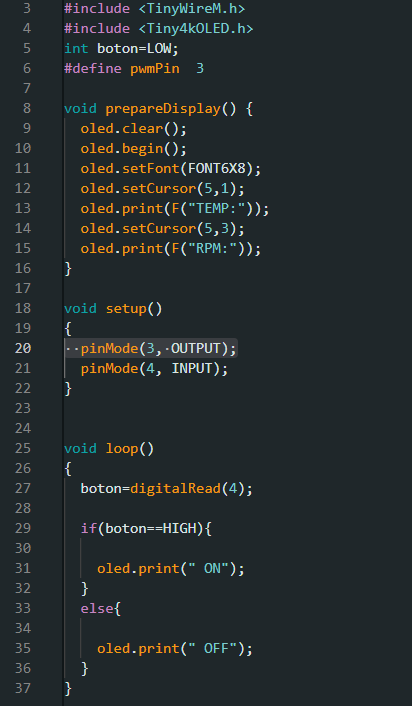 3 #include <TinyWireM.h>
4 #include <Tiny4kOLED.h>
5 int boton=LOW;
6 #define pwmPin  3
7
8 void prepareDisplay() {
9   oled.clear();
10   oled.begin();
11   oled.setFont(FONT6X8);
12   oled.setCursor(5,1);
13   oled.print(F("TEMP:"));
14   oled.setCursor(5,3);
15   oled.print(F("RPM:"));
16 }
17
18 void setup()
19 {
20 ··pinMode(3,·OUTPUT);
21   pinMode(4, INPUT);
22 }
23
24
25 void loop()
26 {
27   boton=digitalRead(4);
28
29   if(boton==HIGH){
30
31     oled.print(" ON");
32   }
33   else{
34
35     oled.print(" OFF");
36   }
37 }